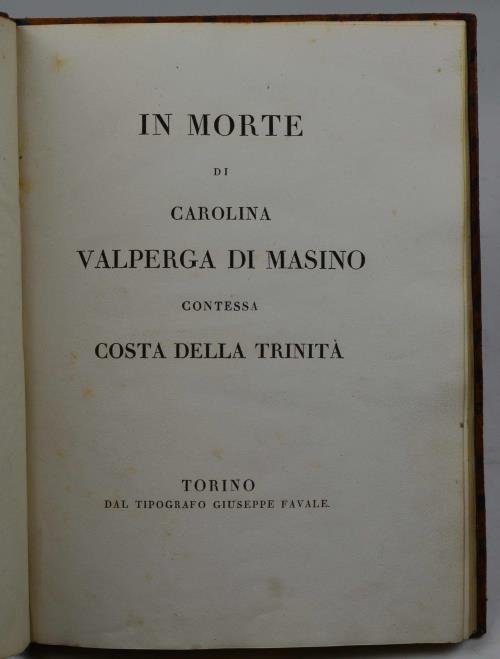 IN MORTE
DI
CAROLINA
VALPERGA DI MASINO
CONTESSA
COSTA DELLA TRINITÀ
TORINO
DAL TIPOGRAFO GIUSEPPE FAVALE.